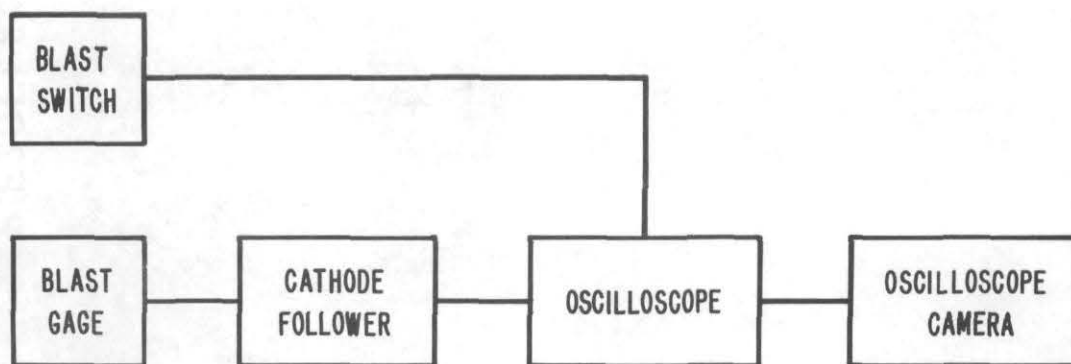 BLAST
SWITCH
BLAST
GAGE
CATHODE
FOLLOWER
OSCILLOSCOPE
OSCILLOSCOPE
CAMERA